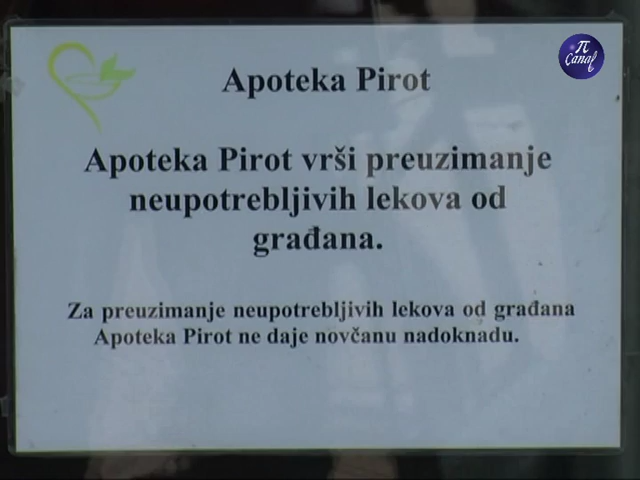 π
Canal
Apoteka Pirot
Apoteka Pirot vrši preuzimanje
neupotrebljivih lekova od
građana.
Za preuzimanje neupotrebljivih lekova od građana
Apoteka Pirot ne daje novčanu nadoknadu.